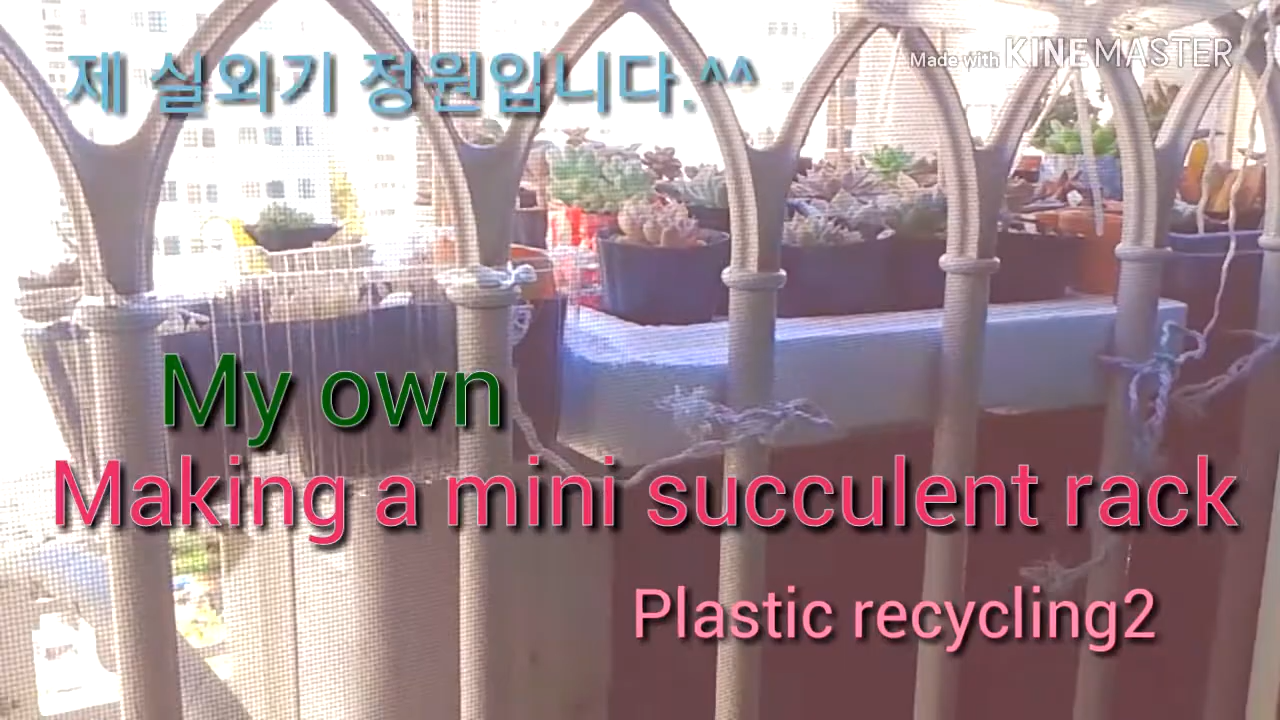 제 실외기 정원입니다.^^
Made with KINEMASTER
My own
Making a mini succulent rack
Plastic recycling2